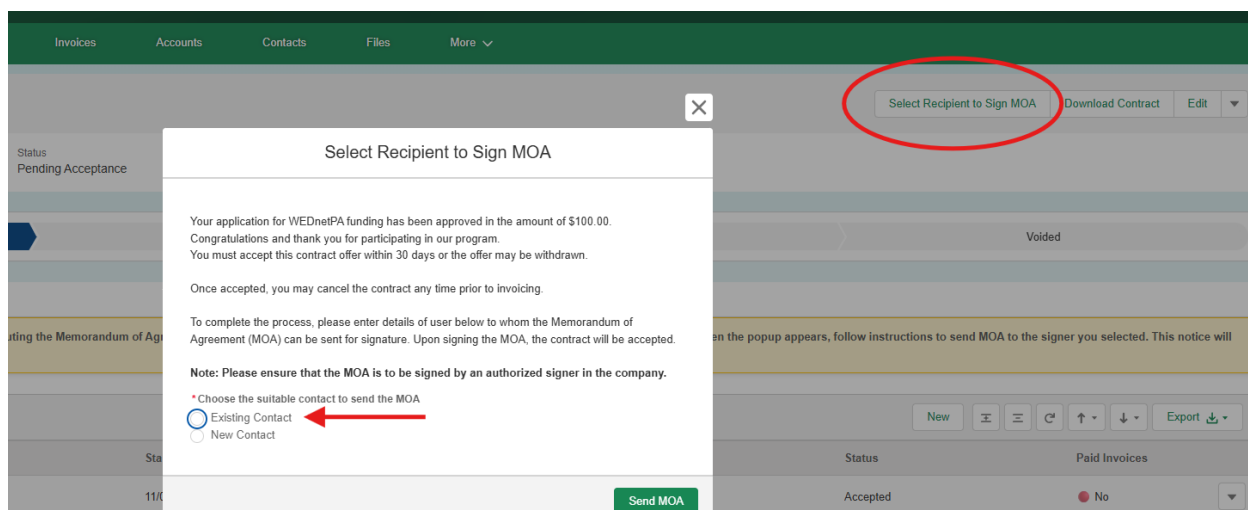 Invoices Accounts Contacts Files More
Select Recipient to Sign MOA Download Contract Edit
Status
Pending Acceptance
Select Recipient to Sign MOA
Your application for WEDnetPA funding has been approved in the amount of $100.00.
Congratulations and thank you for participating in our program.
You must accept this contract offer within 30 days or the offer may be withdrawn.
Voided
Once accepted, you may cancel the contract any time prior to invoicing.
To complete the process, please enter details of user below to whom the Memorandum of
Agreement (MOA) can be sent for signature. Upon signing the MOA, the contract will be accepted.
the Memorandum of
the popup appears, follow instructions to send MOA to the signer you selected. This notice will
Note: Please ensure that the MOA is to be signed by an authorized signer in the company.
*Choose the suitable contact to send the MOA
Existing Contact
New Contact
New Export
Status Paid Invoices
Send MOA
Accepted No